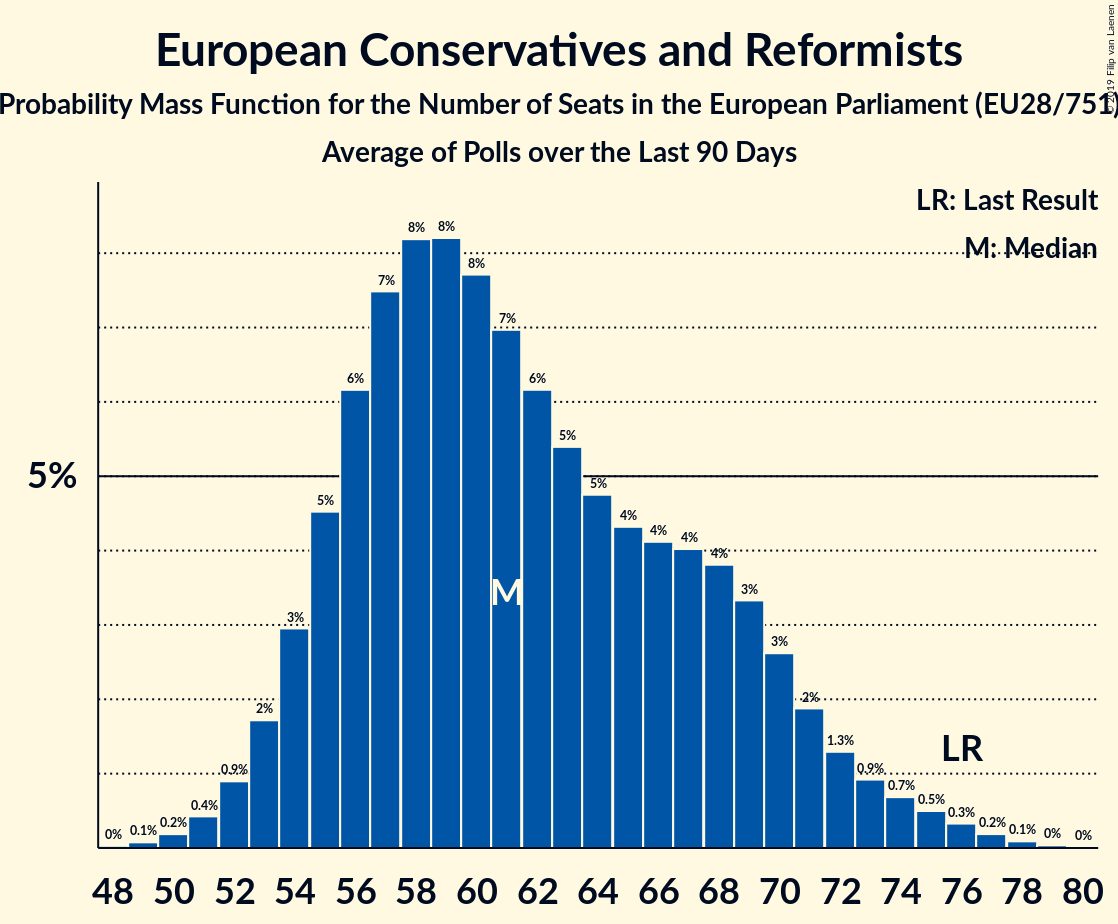 European Conservatives and Reformists
Probability Mass Function for the Number of Seats in the European Parliament (EU28/751)
Average of Polls over the Last 90 Days
© 2019 Filip van Laenen
LR: Last Result
M: Median
5%
0% 0.1% 0.2% 0.4% 0.9% 2% 3% 5% 6% 7% 8% 8% 8% 7% 6% 5% 5% 4% 4% 4% 4% 3% 3% 2% 1.3% 0.9% 0.7% 0.5% 0.3% 0.2% 0.1% 0% 0%
M
LR
48 50 52 54 56 58 60 62 64 66 68 70 72 74 76 78 80